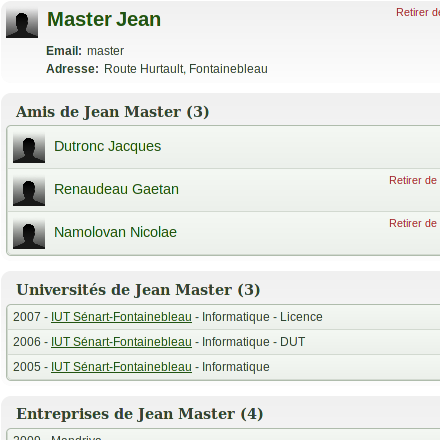 Master Jean
Retirer de
Email: master
Adresse: Route Hurtault, Fontainebleau
Amis de Jean Master (3)
Dutronc Jacques
Renaudeau Gaetan
Retirer de
Namolovan Nicolae
Retirer de
Universités de Jean Master (3)
2007 - IUT Sénart-Fontainebleau - Informatique - Licence
2006 - IUT Sénart-Fontainebleau - Informatique - DUT
2005 - IUT Sénart-Fontainebleau - Informatique
Entreprises de Jean Master (4)